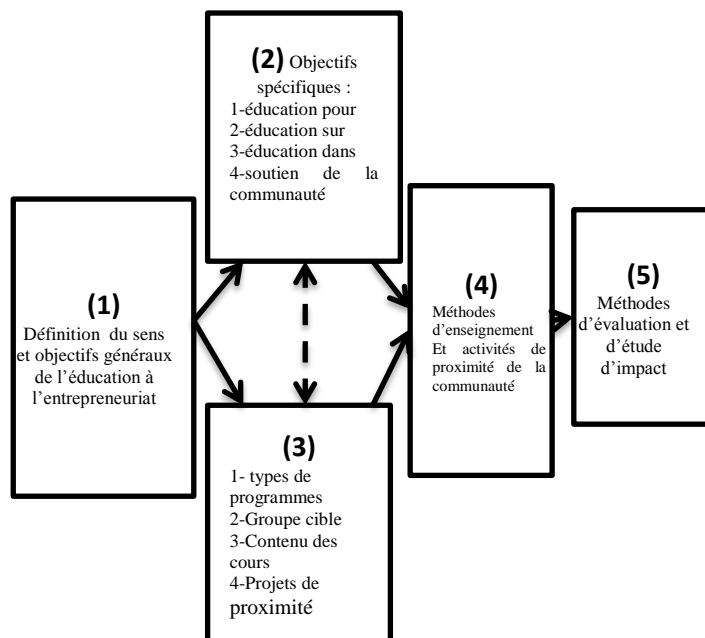 (1)
Définition du sens
et objectifs généraux
de l'éducation à
l'entrepreneuriat
(2) Objectifs
spécifiques :
1-éducation pour
2-éducation sur
3-éducation dans
4-soutien de la
communauté
(3)
1- types de
programmes
2-Groupe cible
3-Contenu des
cours
4-Projets de
proximité
(4)
Méthodes
d'enseignement
Et activités de
proximité de la
communauté
(5)
Méthodes
d'évaluation et
d'étude
d'impact